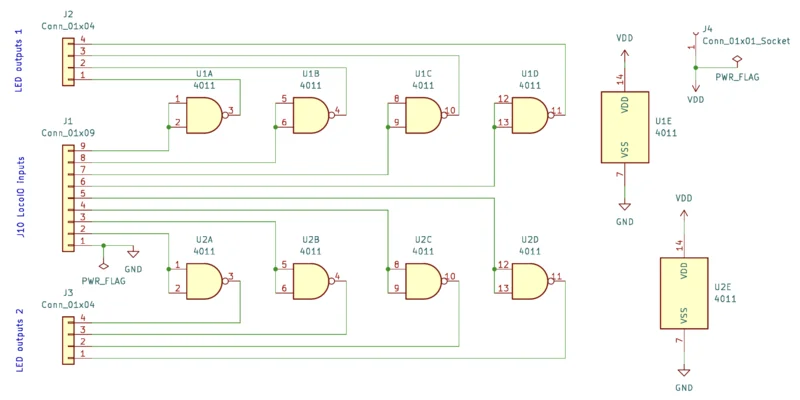 LED outputs 1
J2
Conn_01x04
4
3
2
1
U1A
4011
1
2
3
U1B
4011
5
6
4
U1C
4011
8
9
10
U1D
4011
12
13
11
VDD
14
VDD
VSS
7
U1E
4011
GND
J4
Conn_01x01_Socket
1
PWR_FLAG
VDD
J10 LocoIO Inputs
J1
Conn_01x09
9
8
7
6
5
4
3
2
1
PWR_FLAG
GND
U2A
4011
1
2
3
U2B
4011
5
6
4
U2C
4011
8
9
10
U2D
4011
12
13
11
VDD
14
VDD
VSS
7
U2E
4011
GND
LED outputs 2
J3
Conn_01x04
4
3
2
1